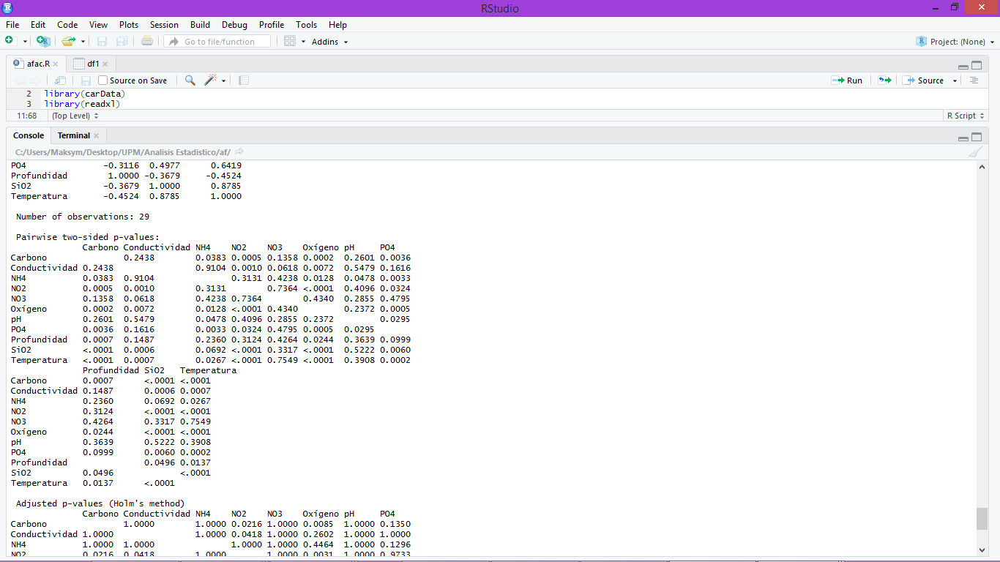 RStudio
File Edit Code View Plots Session Build Debug Profile Tools Help
Go to file/function Addins Project: (None)
afac.R df1
Source on Save Run Source
2 library(carData)
3 library(readxl)
11:68 (Top Level) R Script
Console Terminal
C:/Users/Maksym/Desktop/UPM/Analisis Estadistico/af/
PO4 -0.3116 0.4977 0.6419
Profundidad 1.0000 -0.3679 -0.4524
SiO2 -0.3679 1.0000 0.8785
Temperatura -0.4524 0.8785 1.0000
Number of observations: 29
Pairwise two-sided p-values:
Carbono Conductividad NH4 NO2 NO3 Oxígeno pH PO4
Carbono 0.2438 0.0383 0.0005 0.1358 0.0002 0.2601 0.0036
Conductividad 0.2438 0.9104 0.0010 0.0618 0.0072 0.5479 0.1616
NH4 0.0383 0.9104 0.3131 0.4238 0.0128 0.0478 0.0033
NO2 0.0005 0.0010 0.3131 0.7364 <.0001 0.4096 0.0324
NO3 0.1358 0.0618 0.4238 0.7364 0.4340 0.2855 0.4795
Oxígeno 0.0002 0.0072 0.0128 <.0001 0.4340 0.2372 0.0005
pH 0.2601 0.5479 0.0478 0.4096 0.2855 0.2372 0.0295
PO4 0.0036 0.1616 0.0033 0.0324 0.4795 0.0005 0.0295
Profundidad 0.0007 0.1487 0.2360 0.3124 0.4264 0.0244 0.3639 0.0999
SiO2 <.0001 0.0006 0.0692 <.0001 0.3317 <.0001 0.5222 0.0060
Temperatura <.0001 0.0007 0.0267 <.0001 0.7549 <.0001 0.3908 0.0002
Profundidad SiO2 Temperatura
Carbono 0.0007 <.0001 <.0001
Conductividad 0.1487 0.0006 0.0007
NH4 0.2360 0.0692 0.0267
NO2 0.3124 <.0001 <.0001
NO3 0.4264 0.3317 0.7549
Oxígeno 0.0244 <.0001 <.0001
pH 0.3639 0.5222 0.3908
PO4 0.0999 0.0060 0.0002
Profundidad 0.0496 0.0137
SiO2 0.0496 <.0001
Temperatura 0.0137 <.0001
Adjusted p-values (Holm's method)
Carbono Conductividad NH4 NO2 NO3 Oxígeno pH PO4
Carbono 1.0000 1.0000 0.0216 1.0000 0.0085 1.0000 0.1350
Conductividad 1.0000 1.0000 0.0418 1.0000 0.2602 1.0000 1.0000
NH4 1.0000 1.0000 1.0000 1.0000 0.4464 1.0000 0.1296
NO2 0.0216 0.0418 1.0000 1.0000 0.0031 1.0000 0.9733